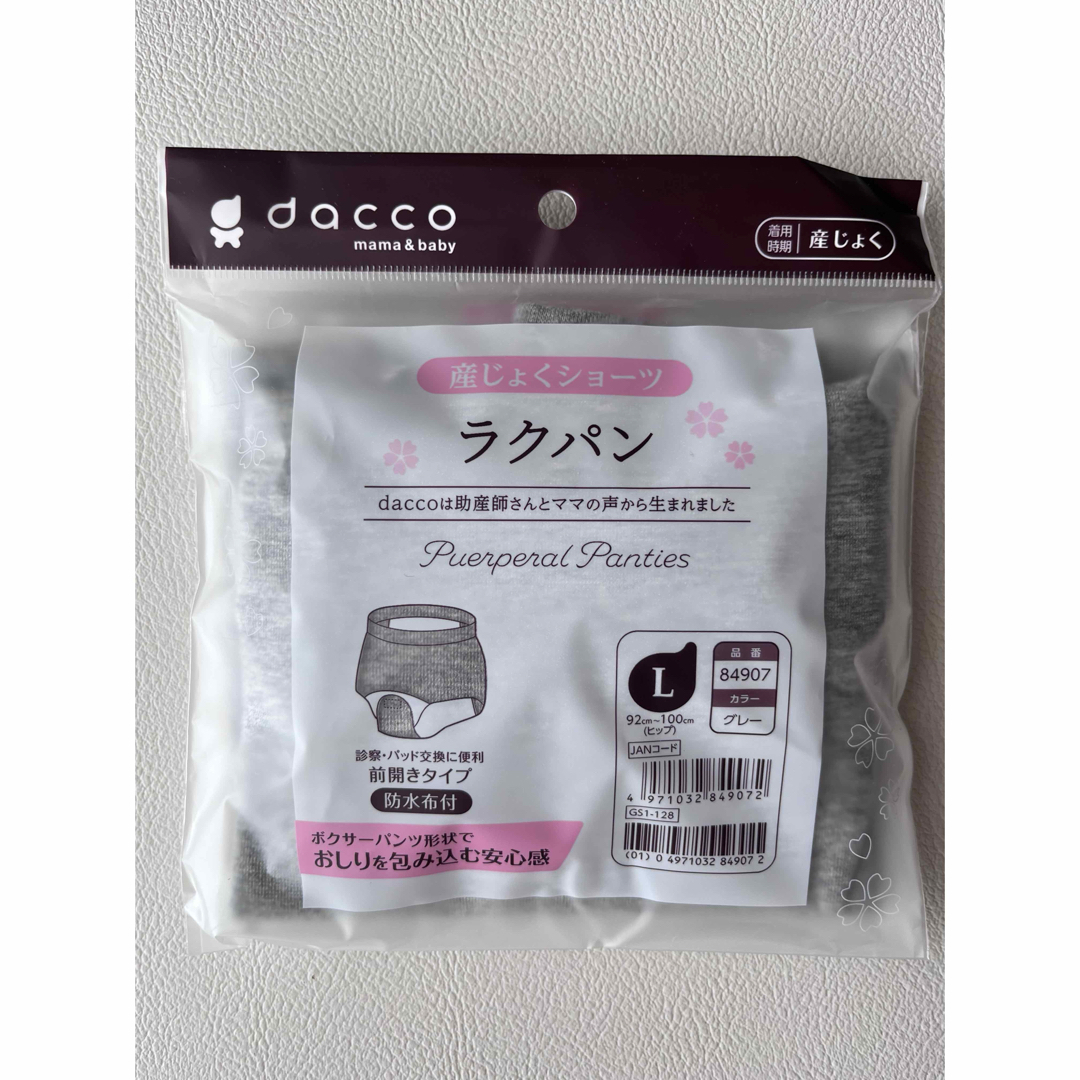 dacco
mama & baby
着用
時期
産じょく
産じょくショーツ
ラクパン
daccoは助産師さんとママの声から生まれました
Puerperal Panties
診察・パッド交換に便利
前開きタイプ
防水布付
ボクサーパンツ形状で
おしりを包み込む安心感
L
92cm~100cm
(ヒップ)
品番
84907
カラー
グレー
JANコード
4 971032 849072
GS1-128
(01) 0 4971032 84907 2